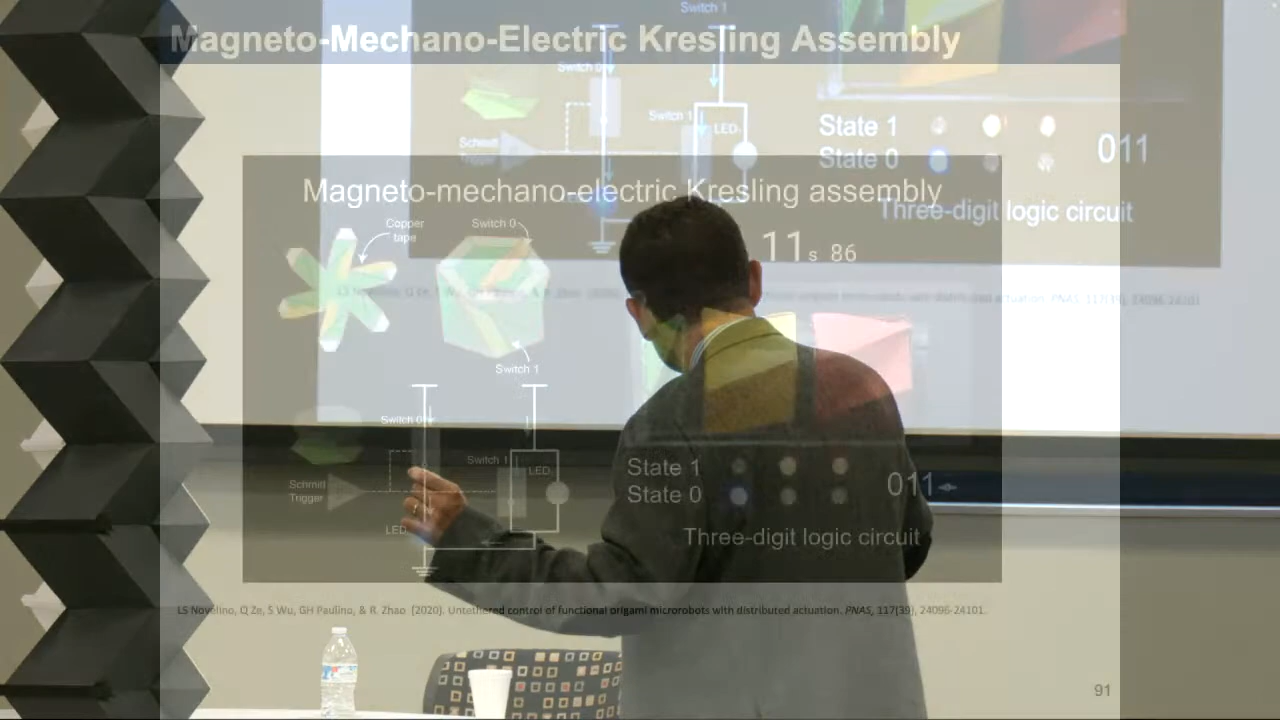 Magneto-Mechano-Electric Kresling Assembly
Switch 1
Switch 0
Switch 1
LED
Schmitt
Trigger
State 1
State 0
011
Three-digit logic circuit
Magneto-mechano-electric Kresling assembly
11s 86
Copper
tape
Switch 0
Switch 1
Switch 0
Switch 1
LED
Schmitt
Trigger
LED
State 1
State 0
011
Three-digit logic circuit
LS Novelino, Q Ze, S Wu, GH Paulino, & R. Zhao (2020). Untethered control of functional origami microrobots with distributed actuation. PNAS, 117(39), 24096-24101.
91